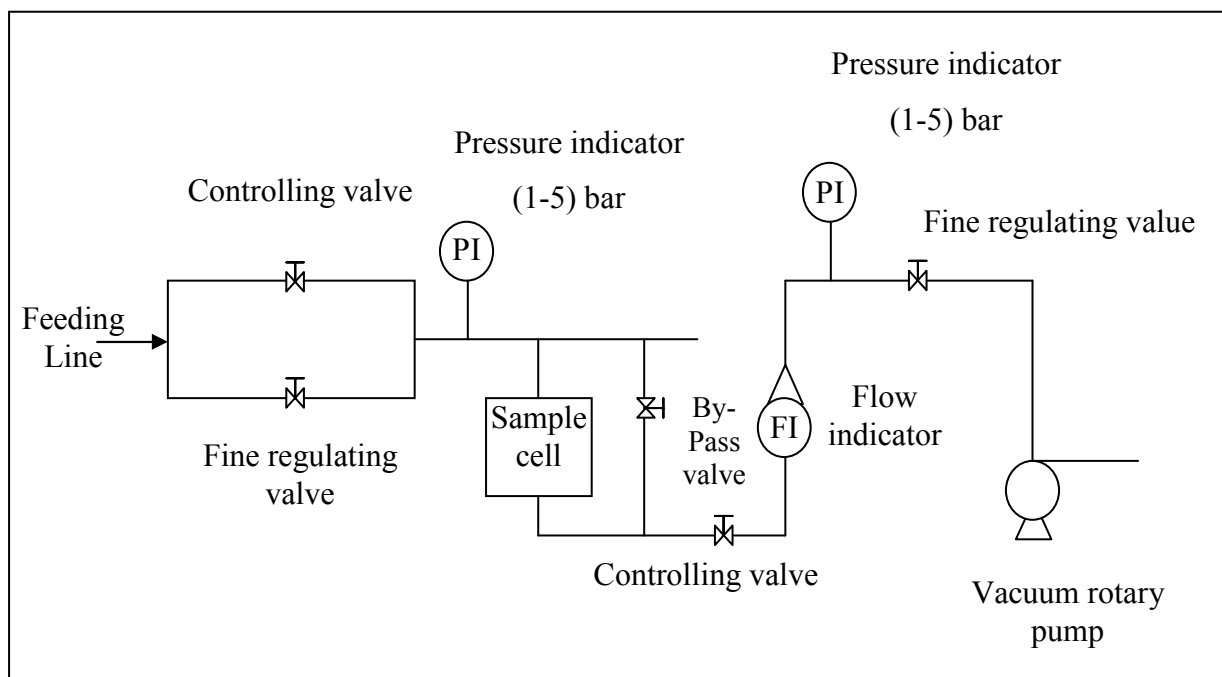 Pressure indicator
(1-5) bar
PI
Fine regulating value
Pressure indicator
(1-5) bar
PI
Controlling valve
Feeding
Line
Fine regulating
valve
Sample
cell
By-
Pass
valve
FI
Flow
indicator
Controlling valve
Vacuum rotary
pump